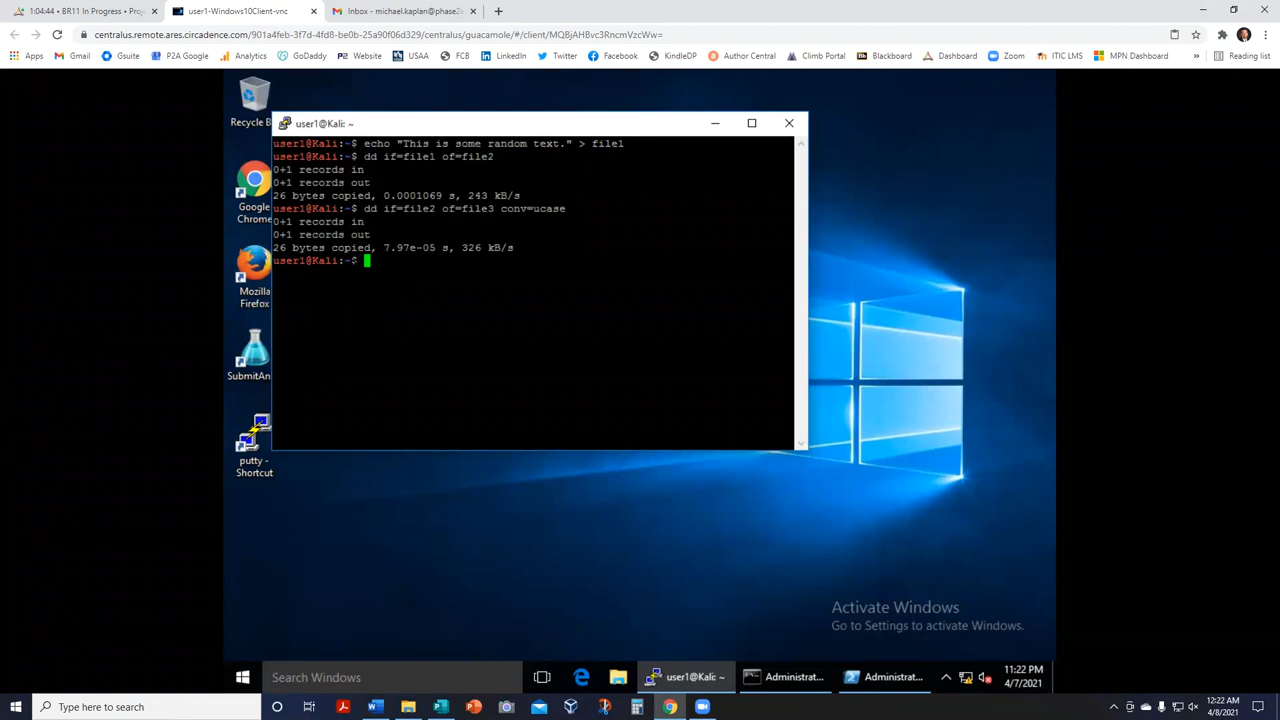 1:04:44 • BR11 In Progress • Proj
user1-Windows10Client-vnc
Inbox - michael.kaplan@phase2
centralus.remote.ares.circadence.com/901a4feb-3f7d-4fd8-be0b-25a90f06d329/centralus/guacamole/#/client/MQBjAHBvc3RncmVzcWw=
Apps
Gmail
Gsuite
P2A Google
Analytics
GoDaddy
Website
USAA
FCB
LinkedIn
Twitter
Facebook
KindleDP
Author Central
Climb Portal
Blackboard
Dashboard
Zoom
ITIC LMS
MPN Dashboard
»
Reading list
Recycle B
Google
Chrome
Mozilla
Firefox
SubmitAn
putty -
Shortcut
user1@Kali: ~
user1@Kali:~$ echo "This is some random text." > file1
user1@Kali:~$ dd if=file1 of=file2
0+1 records in
0+1 records out
26 bytes copied, 0.0001069 s, 243 kB/s
user1@Kali:~$ dd if=file2 of=file3 conv=ucase
0+1 records in
0+1 records out
26 bytes copied, 7.97e-05 s, 326 kB/s
user1@Kali:~$
Activate Windows
Go to Settings to activate Windows.
Search Windows
user1@Kali: ~
Administrat...
Administrat...
11:22 PM
4/7/2021
Type here to search
12:22 AM
4/8/2021